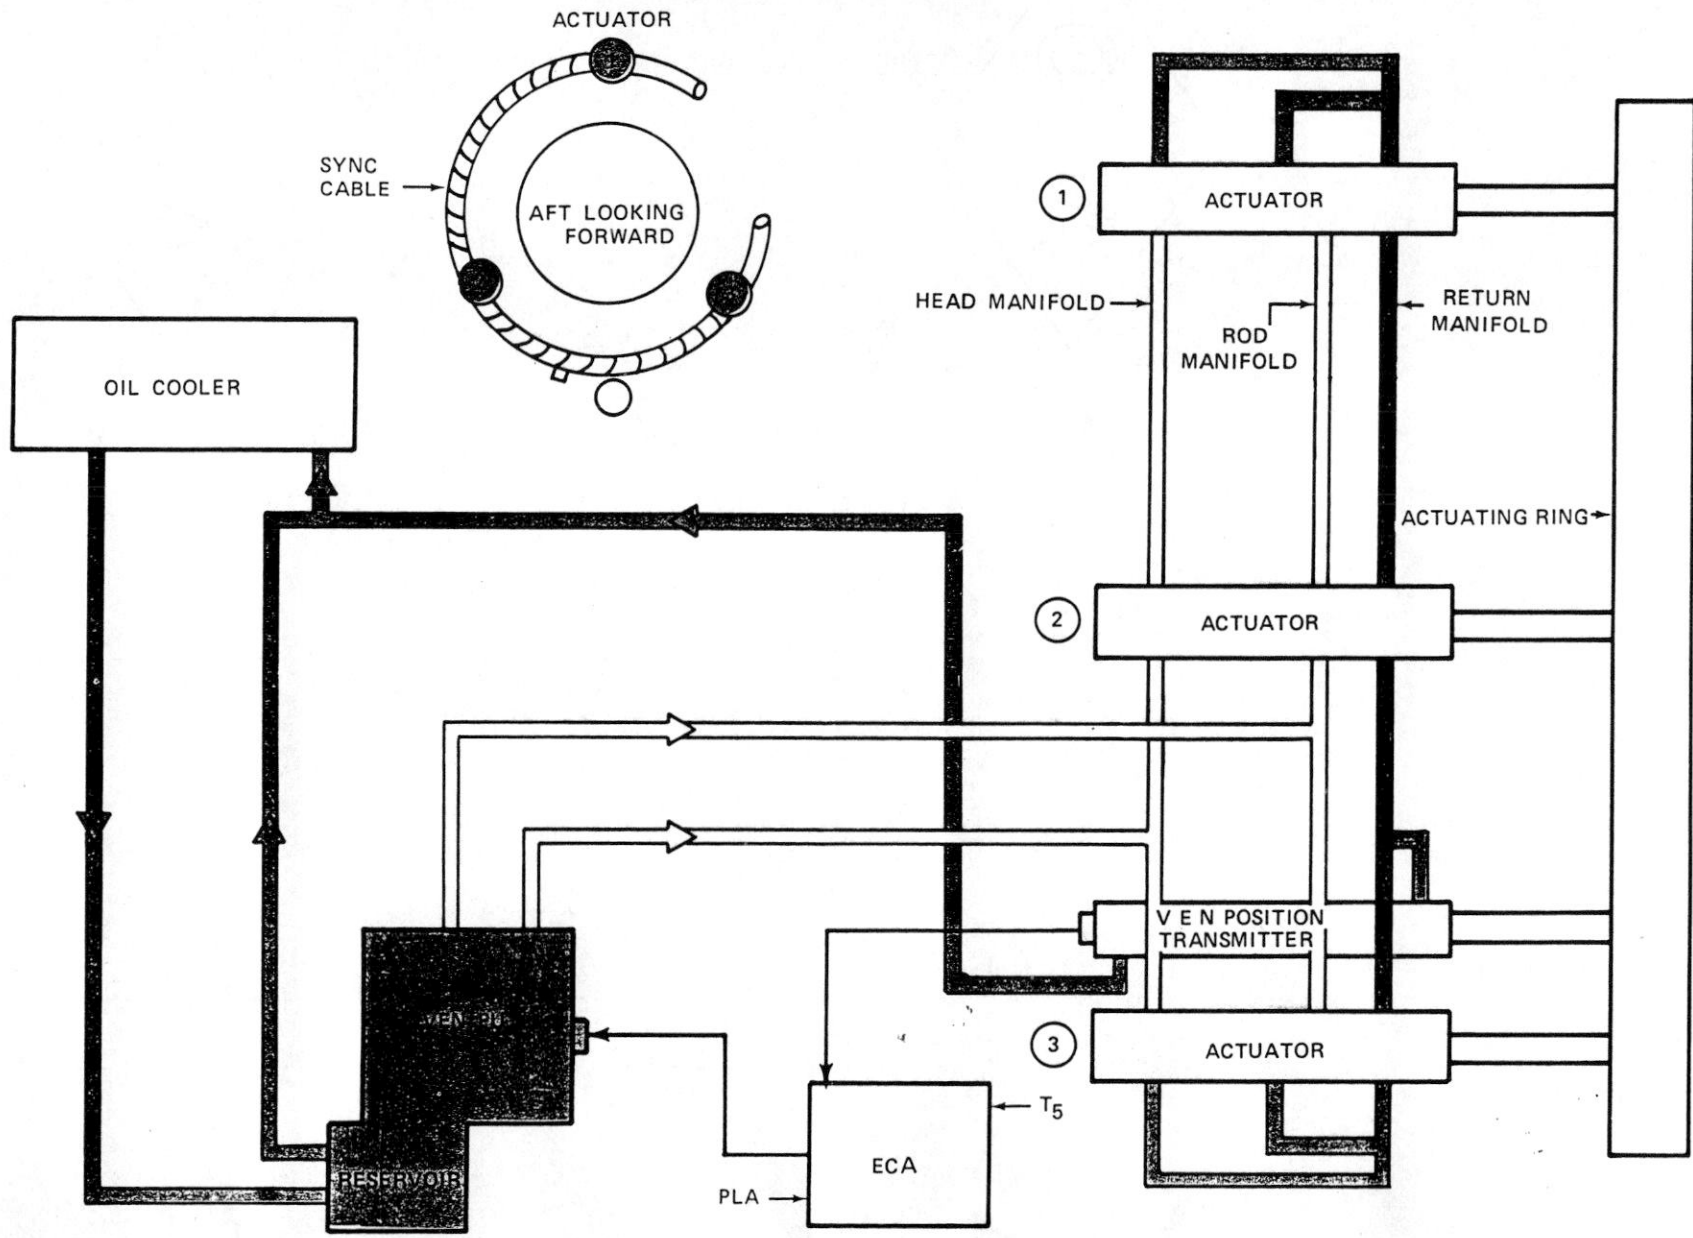 ACTUATOR
SYNC
CABLE
AFT LOOKING
FORWARD
1
ACTUATOR
HEAD MANIFOLD
ROD
MANIFOLD
RETURN
MANIFOLD
OIL COOLER
ACTUATING RING
2
ACTUATOR
V E N POSITION
TRANSMITTER
VEN
3
ACTUATOR
T5
ECA
PLA
RESERVOIR